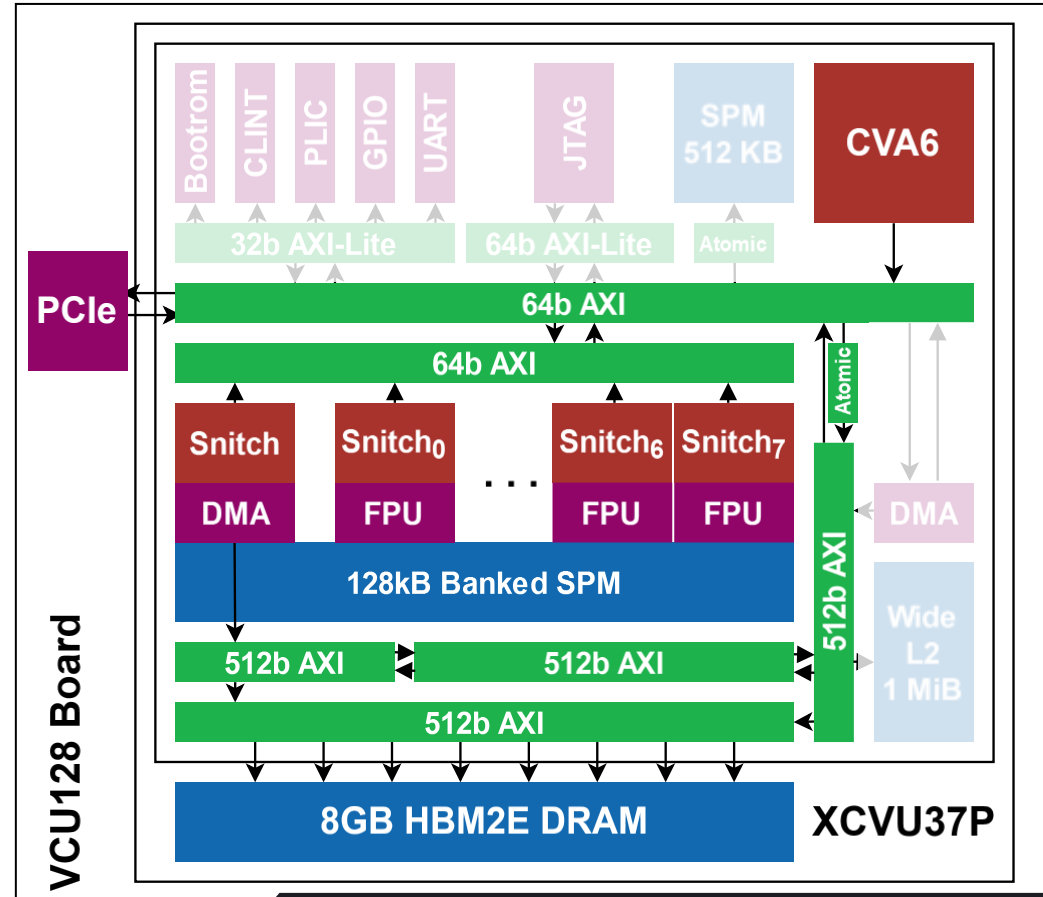 Bootrom
CLINT
PLIC
GPIO
UART
JTAG
SPM
512 KB
CVA6
32b AXI-Lite
64b AXI-Lite
Atomic
PCIe
64b AXI
64b AXI
Atomic
Snitch
Snitch0
Snitch6
Snitch7
. . .
DMA
FPU
FPU
FPU
DMA
128kB Banked SPM
512b AXI
Wide
L2
1 MiB
512b AXI
512b AXI
512b AXI
8GB HBM2E DRAM
XCVU37P
VCU128 Board